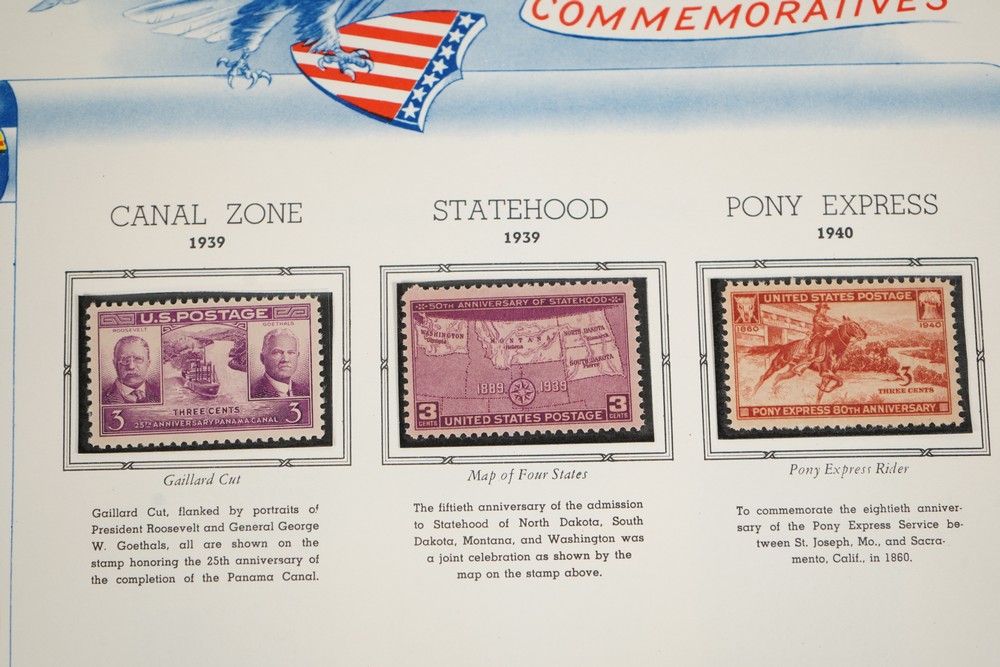 COMMEMORATIVES
CANAL ZONE
1939
U.S. POSTAGE
ROOSEVELT
GOETHALS
THREE CENTS
3
3
25TH ANNIVERSARY PANAMA CANAL
Gaillard Cut
Gaillard Cut, flanked by portraits of
President Roosevelt and General George
W. Goethals, all are shown on the
stamp honoring the 25th anniversary of
the completion of the Panama Canal.
STATEHOOD
1939
50TH ANNIVERSARY OF STATEHOOD
WASHINGTON
Olympia
MONTANA
Helena
NORTH DAKOTA
Bismarck
SOUTH DAKOTA
Pierre
1889 1939
3
CENTS
UNITED STATES POSTAGE
3
CENTS
Map of Four States
The fiftieth anniversary of the admission
to Statehood of North Dakota, South
Dakota, Montana, and Washington was
a joint celebration as shown by the
map on the stamp above.
PONY EXPRESS
1940
UNITED STATES POSTAGE
1860
1940
3
THREE CENTS
PONY EXPRESS 80TH ANNIVERSARY
Pony Express Rider
To commemorate the eightieth anniver-
sary of the Pony Express Service be-
tween St. Joseph, Mo., and Sacra-
mento, Calif., in 1860.